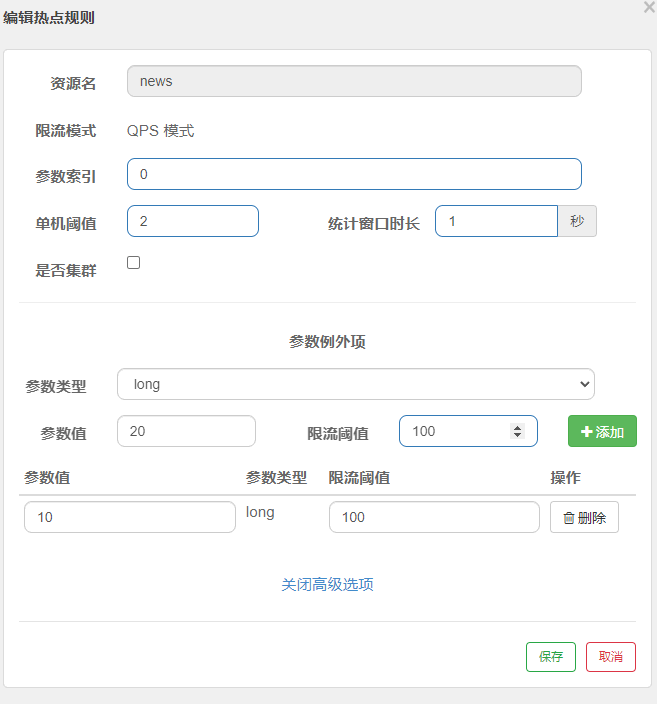 编辑热点规则 ×
资源名 news
限流模式 QPS 模式
参数索引 0
单机阈值 2 统计窗口时长 1 秒
是否集群
参数例外项
参数类型 long
参数值 20 限流阈值 100 添加
参数值 参数类型 限流阈值 操作
10 long 100 删除
关闭高级选项
保存 取消